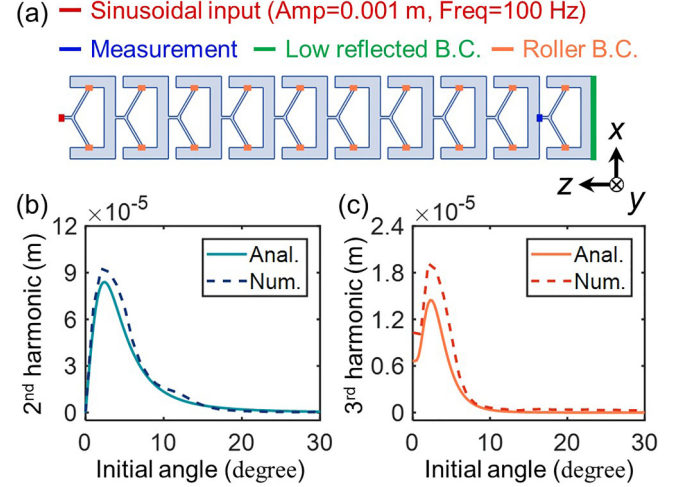 (a) Sinusoidal input (Amp=0.001 m, Freq=100 Hz)
Measurement Low reflected B.C. Roller B.C.
x
z
y
(b) (c)
×10⁻⁵
12
9
6
3
0
2ⁿᵈ harmonic (m)
Anal.
Num.
0 10 20 30
Initial angle (degree)
×10⁻⁵
2.4
1.8
1.2
0.6
0
3ʳᵈ harmonic (m)
Anal.
Num.
0 10 20 30
Initial angle (degree)